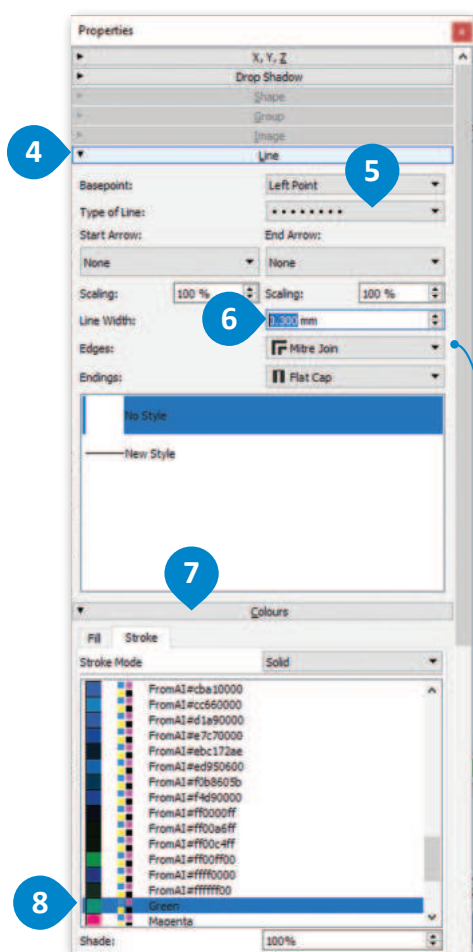 Properties
X, Y, Z
Drop Shadow
Shape
Group
Image
4
Line
5
Basepoint: Left Point
Type of Line:
Start Arrow: End Arrow:
None None
Scaling: 100 % Scaling: 100 %
6
Line Width: 0.300 mm
Edges: Mitre Join
Endings: Flat Cap
No Style
New Style
7
Colours
Fill Stroke
Stroke Mode Solid
FromAI#cba10000
FromAI#cc660000
FromAI#d1a90000
FromAI#e7c70000
FromAI#ebc172ae
FromAI#ed950600
FromAI#f0b8605b
FromAI#f4d90000
FromAI#ff0000ff
FromAI#ff00a6ff
FromAI#ff00c4ff
FromAI#ff00ff00
FromAI#ffff0000
FromAI#ffffff00
8
Green
Magenta
Shade: 100%